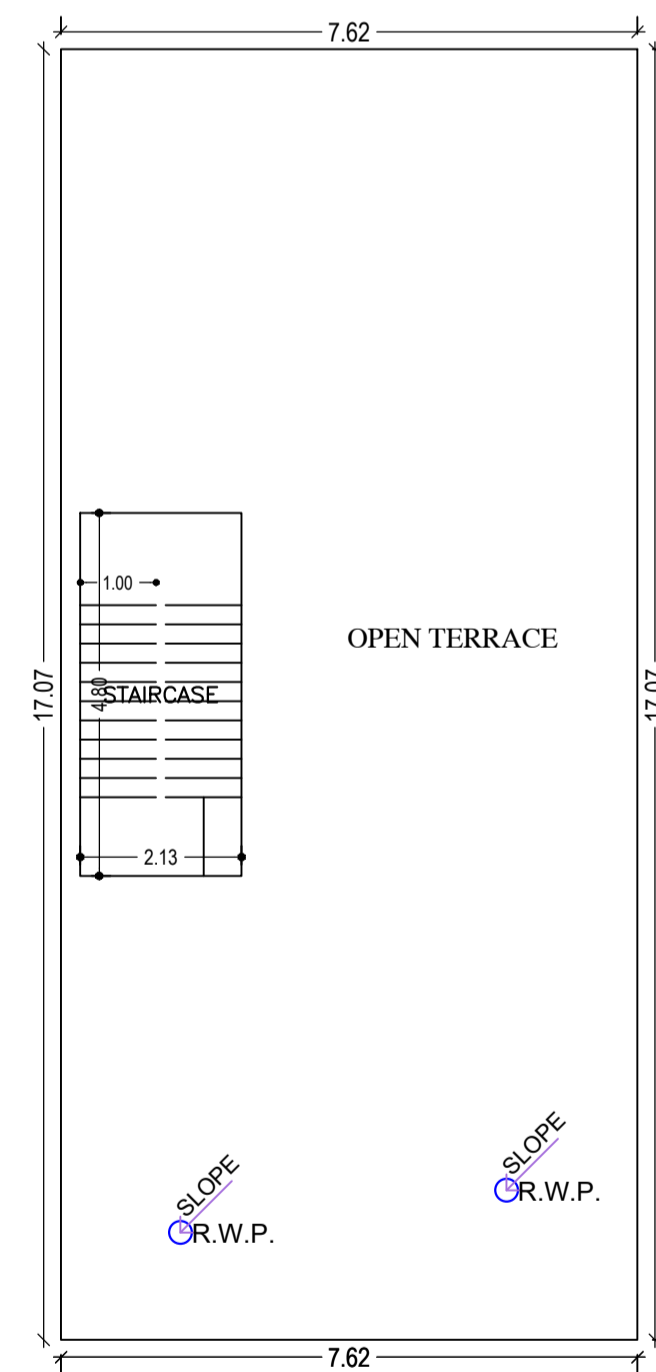 7.62
1.00
OPEN TERRACE
17.07
4.80
STAIRCASE
17.07
2.13
SLOPE
R.W.P.
SLOPE
R.W.P.
7.62